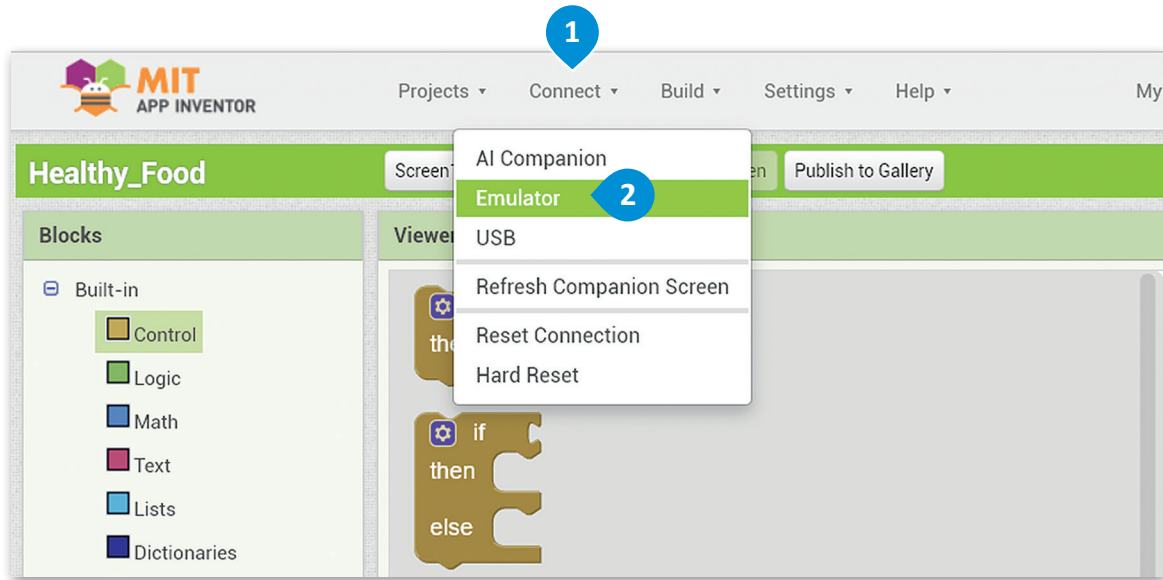 1
MIT
APP INVENTOR
Projects Connect Build Settings Help My
Healthy_Food
Screen
en
Publish to Gallery
AI Companion
Emulator 2
USB
Refresh Companion Screen
Reset Connection
Hard Reset
Blocks
Viewer
Built-in
Control
Logic
Math
Text
Lists
Dictionaries
the
if
then
else